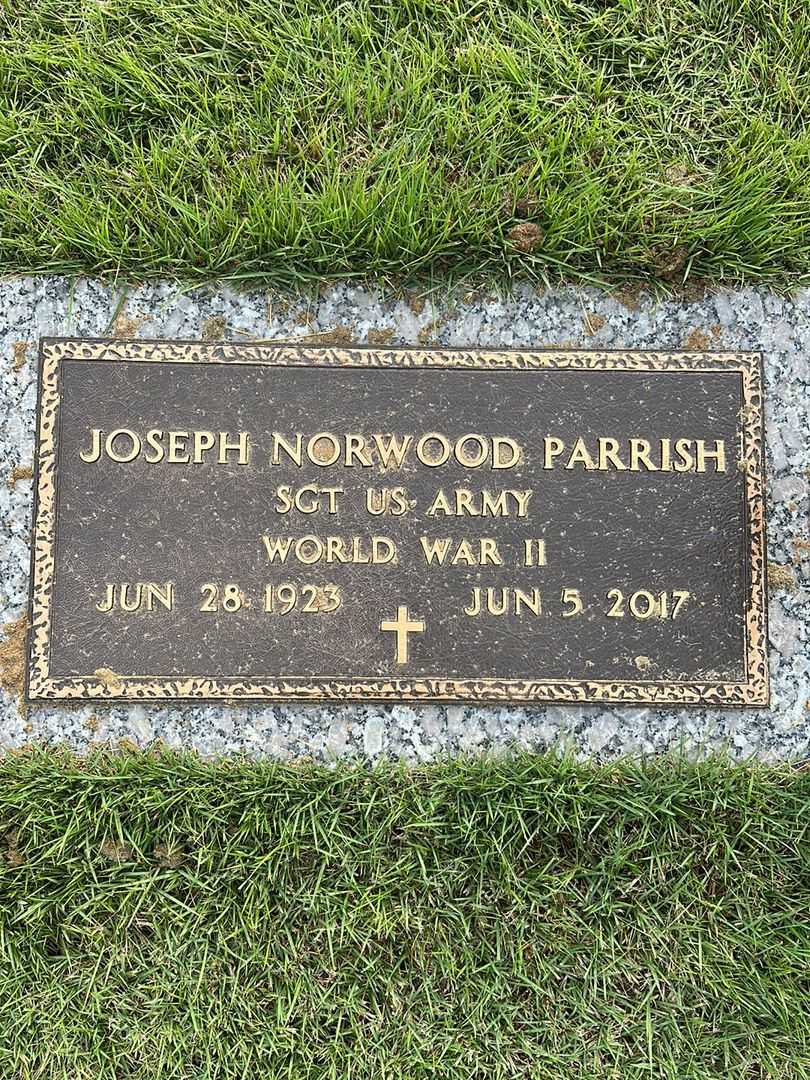 JOSEPH NORWOOD PARRISH
SGT US ARMY
WORLD WAR II
JUN 28 1923 JUN 5 2017